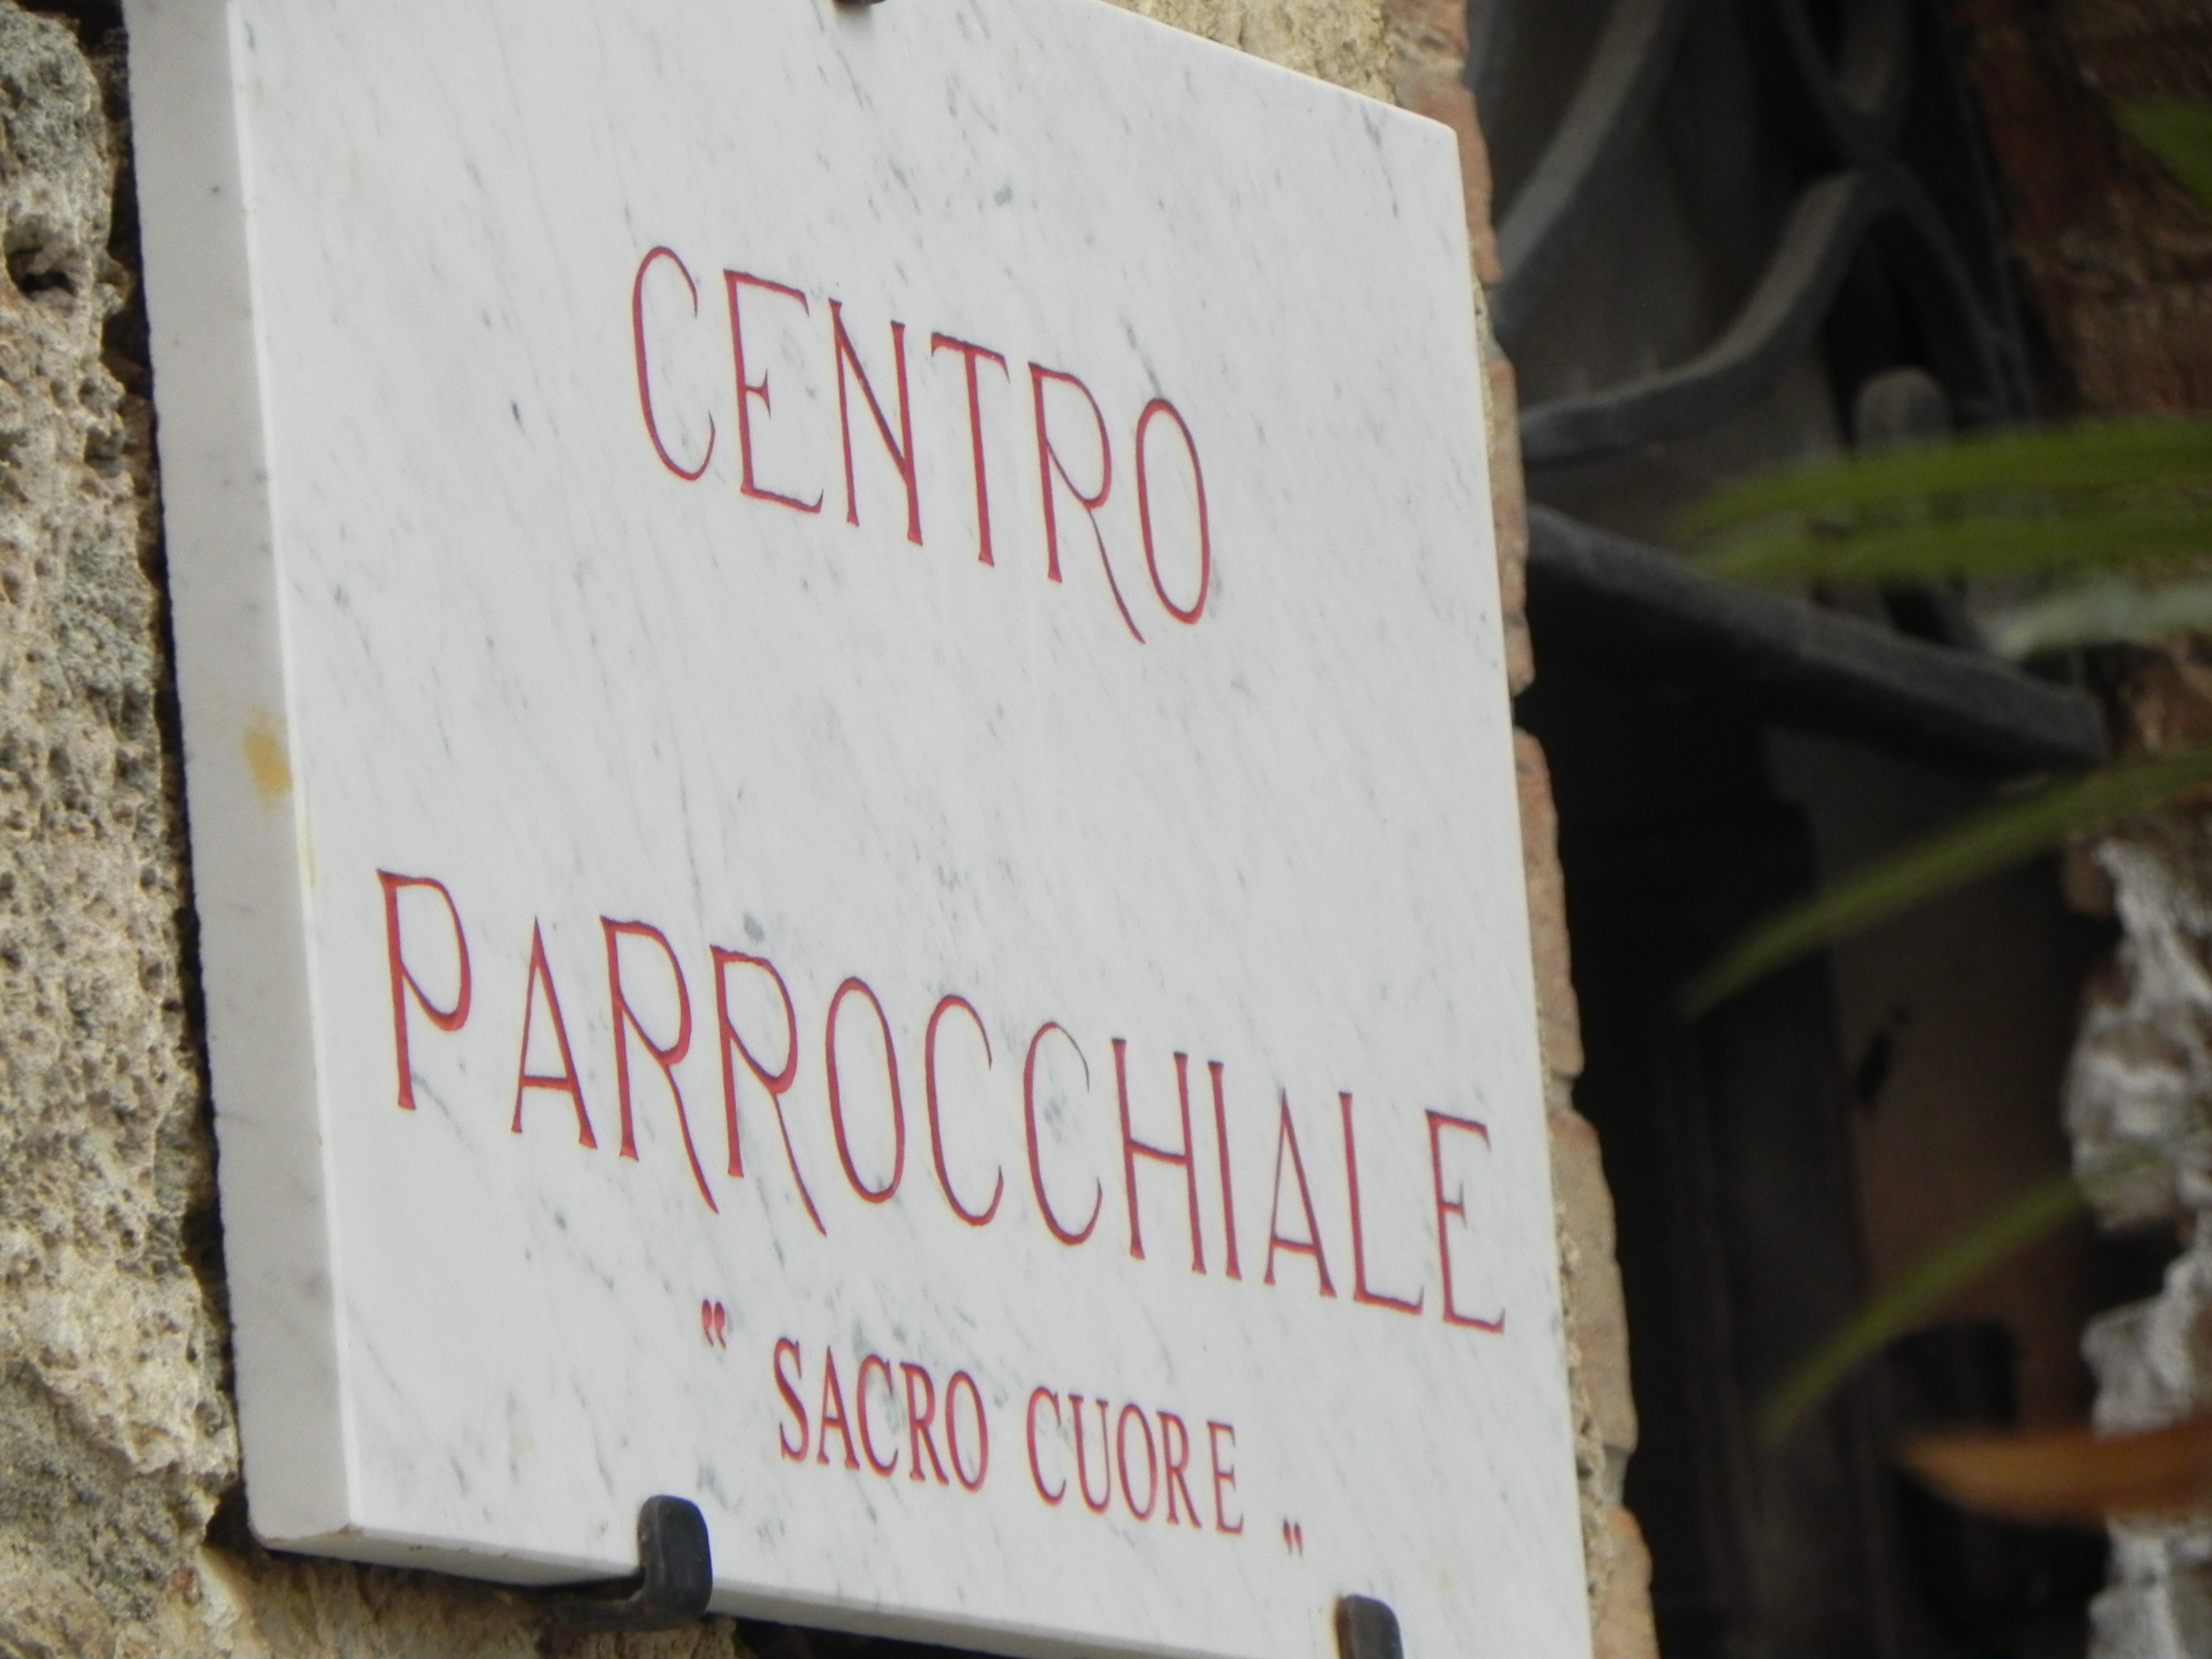 CENTRO
PARROCCHIALE
" SACRO CUORE "